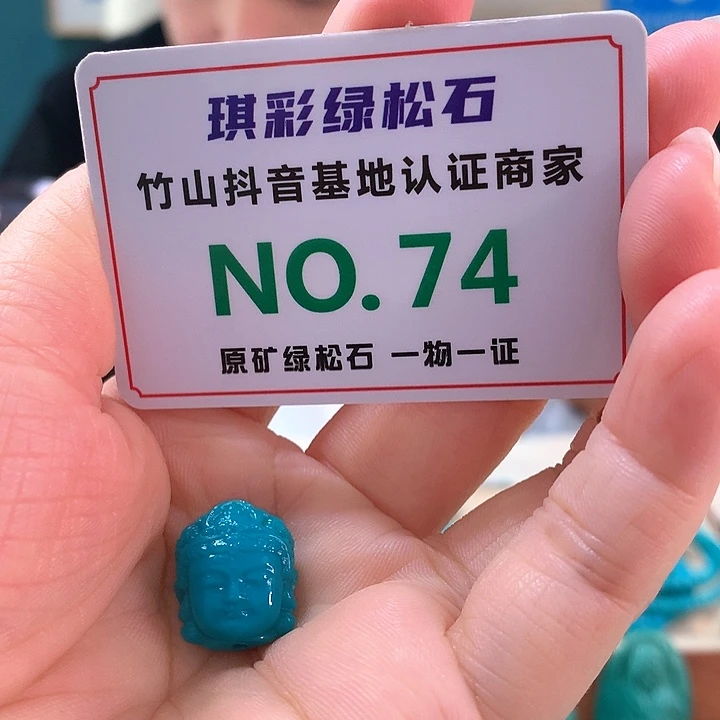 琪彩绿松石
竹山抖音基地认证商家
NO.74
原矿绿松石 一物一证